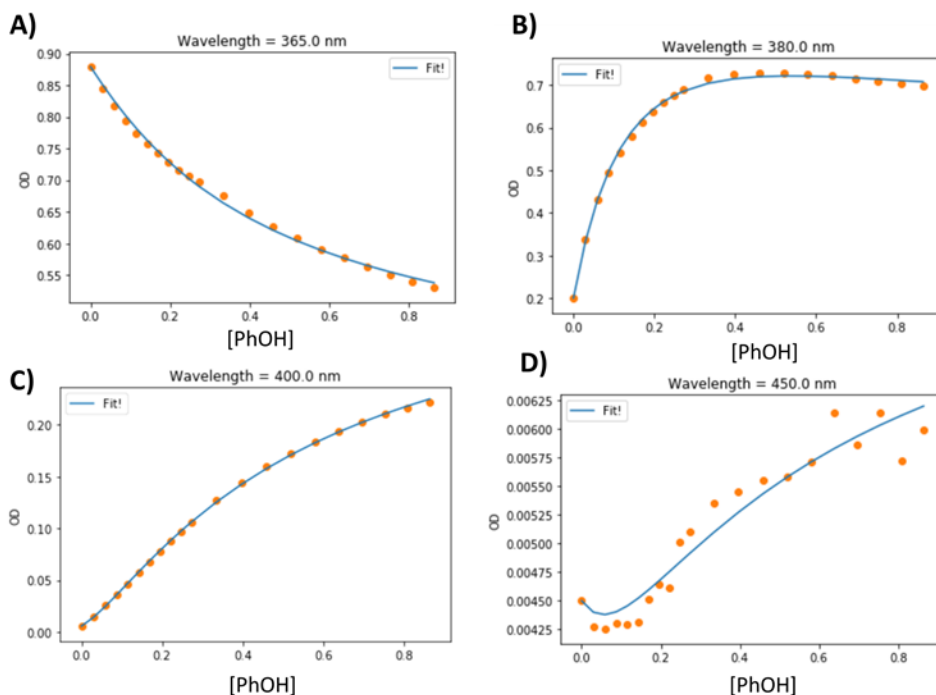 A)
Wavelength = 365.0 nm
Fit!
0.90
0.85
0.80
0.75
0.70
0.65
0.60
0.55
OD
0.0 0.2 0.4 0.6 0.8
[PhOH]
B)
Wavelength = 380.0 nm
Fit!
0.7
0.6
0.5
0.4
0.3
0.2
OD
0.0 0.2 0.4 0.6 0.8
[PhOH]
C)
Wavelength = 400.0 nm
Fit!
0.20
0.15
0.10
0.05
0.00
OD
0.0 0.2 0.4 0.6 0.8
[PhOH]
D)
Wavelength = 450.0 nm
Fit!
0.00625
0.00600
0.00575
0.00550
0.00525
0.00500
0.00475
0.00450
0.00425
OD
0.0 0.2 0.4 0.6 0.8
[PhOH]